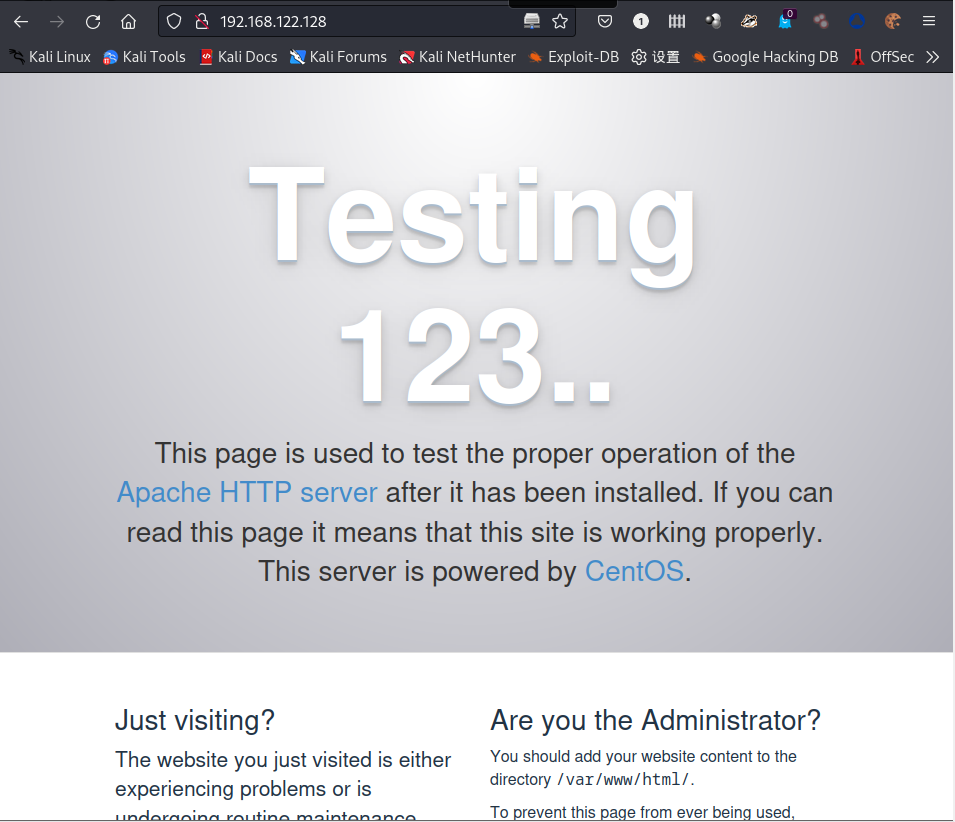 192.168.122.128
1
0
Kali Linux Kali Tools Kali Docs Kali Forums Kali NetHunter Exploit-DB 设置 Google Hacking DB OffSec
Testing
123..
This page is used to test the proper operation of the
Apache HTTP server after it has been installed. If you can
read this page it means that this site is working properly.
This server is powered by CentOS.
Just visiting?
The website you just visited is either
experiencing problems or is
undergoing routine maintenance.
Are you the Administrator?
You should add your website content to the
directory /var/www/html/.
To prevent this page from ever being used,